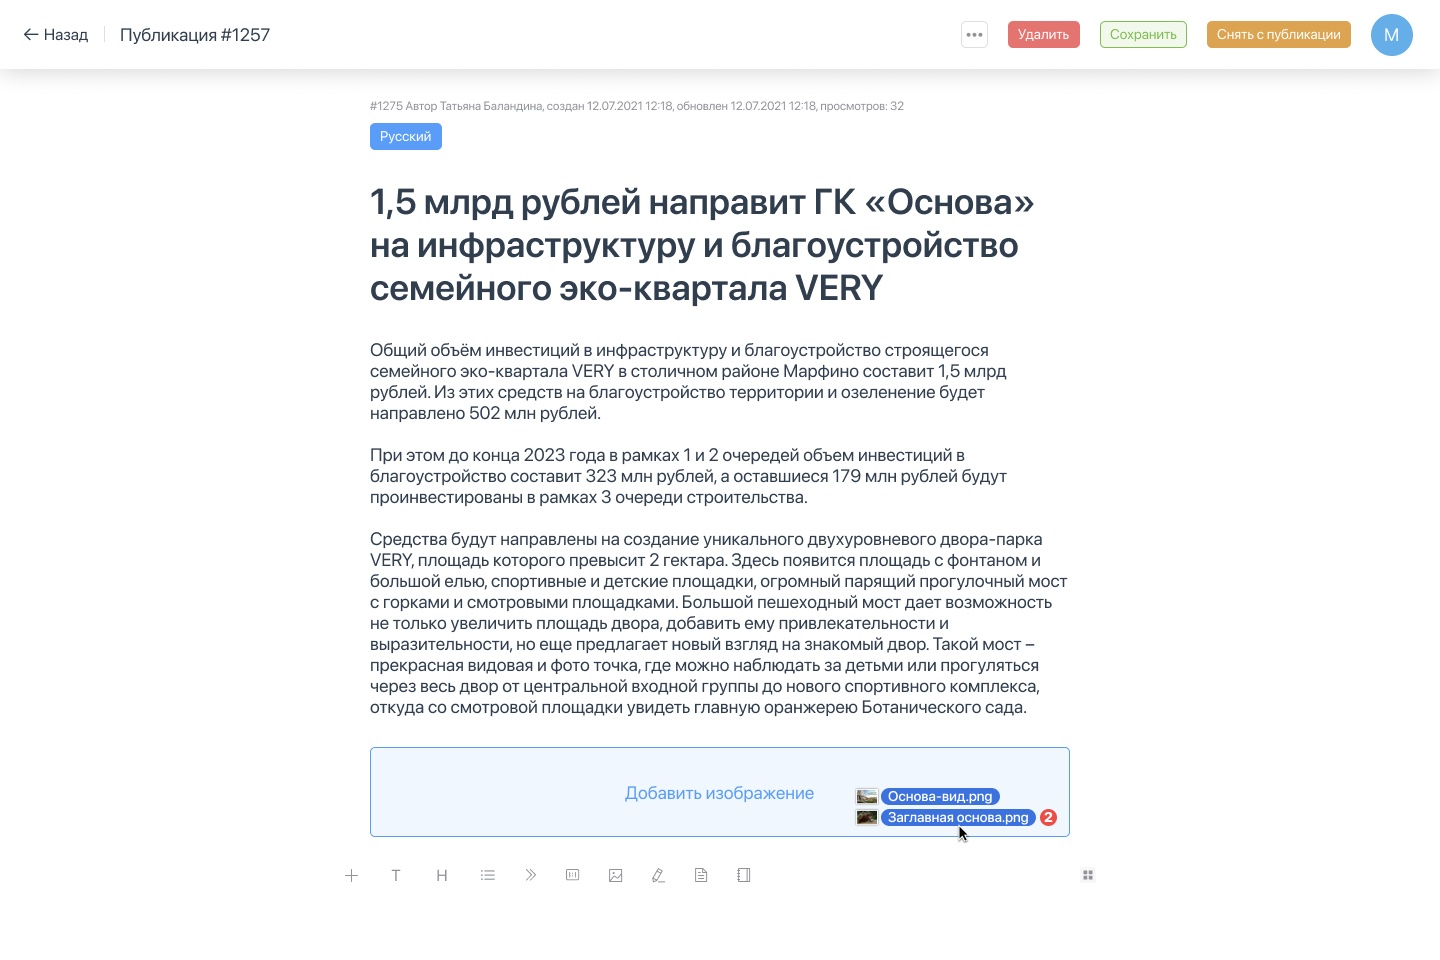 Назад
Публикация #1257
Удалить
Сохранить
Снять с публикации
M
#1275 Автор Татьяна Баландина, создан 12.07.2021 12:18, обновлен 12.07.2021 12:18, просмотров: 32
Русский
1,5 млрд рублей направит ГК «Основа»
на инфраструктуру и благоустройство
семейного эко-квартала VERY
Общий объём инвестиций в инфраструктуру и благоустройство строящегося
семейного эко-квартала VERY в столичном районе Марфино составит 1,5 млрд
рублей. Из этих средств на благоустройство территории и озеленение будет
направлено 502 млн рублей.
При этом до конца 2023 года в рамках 1 и 2 очередей объем инвестиций в
благоустройство составит 323 млн рублей, а оставшиеся 179 млн рублей будут
проинвестированы в рамках 3 очереди строительства.
Средства будут направлены на создание уникального двухуровневого двора-парка
VERY, площадь которого превысит 2 гектара. Здесь появится площадь с фонтаном и
большой елью, спортивные и детские площадки, огромный парящий прогулочный мост
с горками и смотровыми площадками. Большой пешеходный мост дает возможность
не только увеличить площадь двора, добавить ему привлекательности и
выразительности, но еще предлагает новый взгляд на знакомый двор. Такой мост –
прекрасная видовая и фото точка, где можно наблюдать за детьми или прогуляться
через весь двор от центральной входной группы до нового спортивного комплекса,
откуда со смотровой площадки увидеть главную оранжерею Ботанического сада.
Добавить изображение
Основа-вид.png
Заглавная основа.png
2
T
H